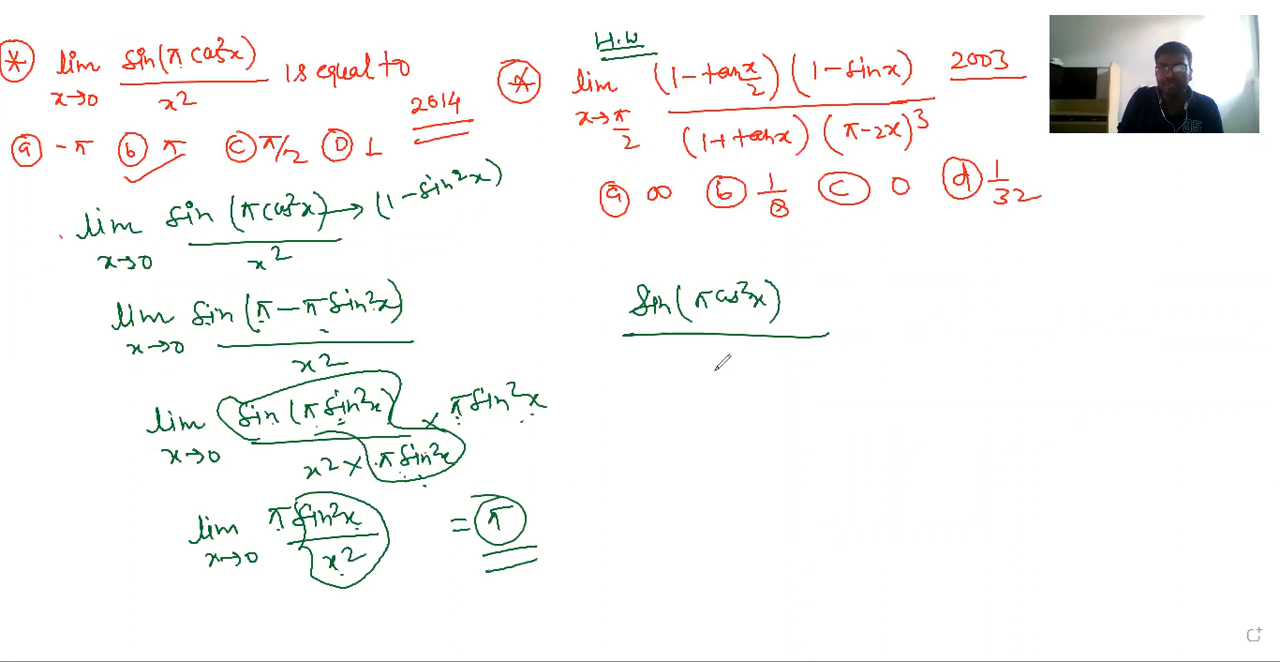 lim x→0 sin(π cos²x) / x² is equal to
2014
ⓐ -π ⓑ π ⓒ π/2 ⓓ 1
lim x→0 sin(π cos²x) / x² → (1-sin²x)
lim x→0 sin(π-π sin²x) / x²
lim x→0 sin(π sin²x) / x² × π sin²x × π sin²x
lim x→0 π sin²x / x² = π
H.W
lim x→π/2 (1-tan x/2)(1-sinx) / (1+tanx)(π-2x)³ 2003
ⓐ ∞ ⓑ 1/8 ⓒ 0 ⓓ 1/32
sin(π cos²x)